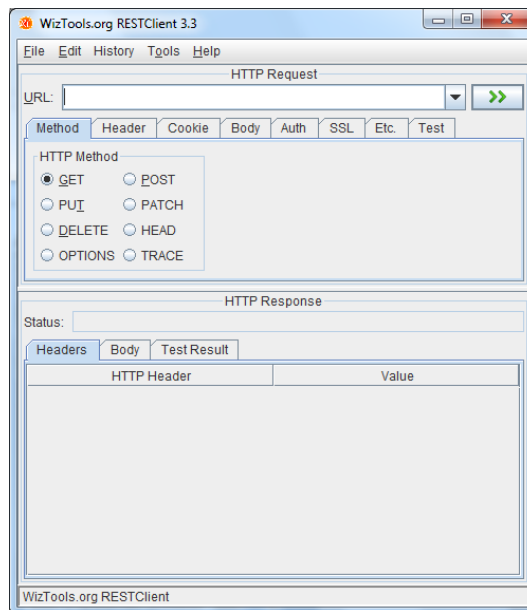 WizTools.org RESTClient 3.3
File Edit History Tools Help
HTTP Request
URL:
Method Header Cookie Body Auth SSL Etc. Test
HTTP Method
GET POST
PUT PATCH
DELETE HEAD
OPTIONS TRACE
HTTP Response
Status:
Headers Body Test Result
HTTP Header Value
WizTools.org RESTClient